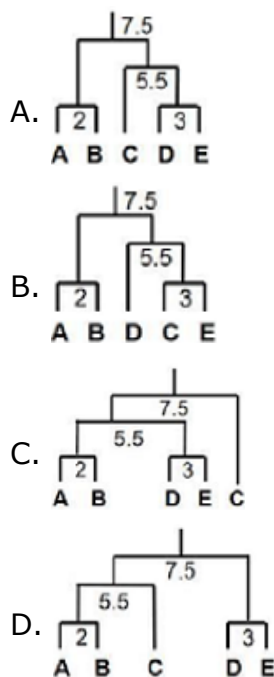 7.5
5.5
A. 2 3
A B C D E
7.5
5.5
B. 2 3
A B D C E
7.5
5.5
C. 2 3
A B D E C
7.5
5.5
D. 2 3
A B C D E